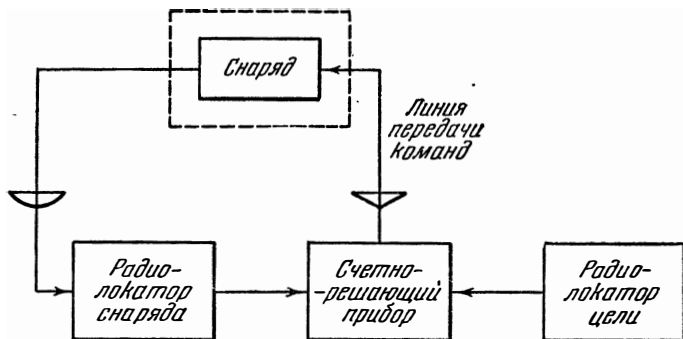 Снаряд
Линия
передачи
команд
Радио-
локатор
снаряда
Счетно-
-решающий
прибор
Радио-
локатор
цели